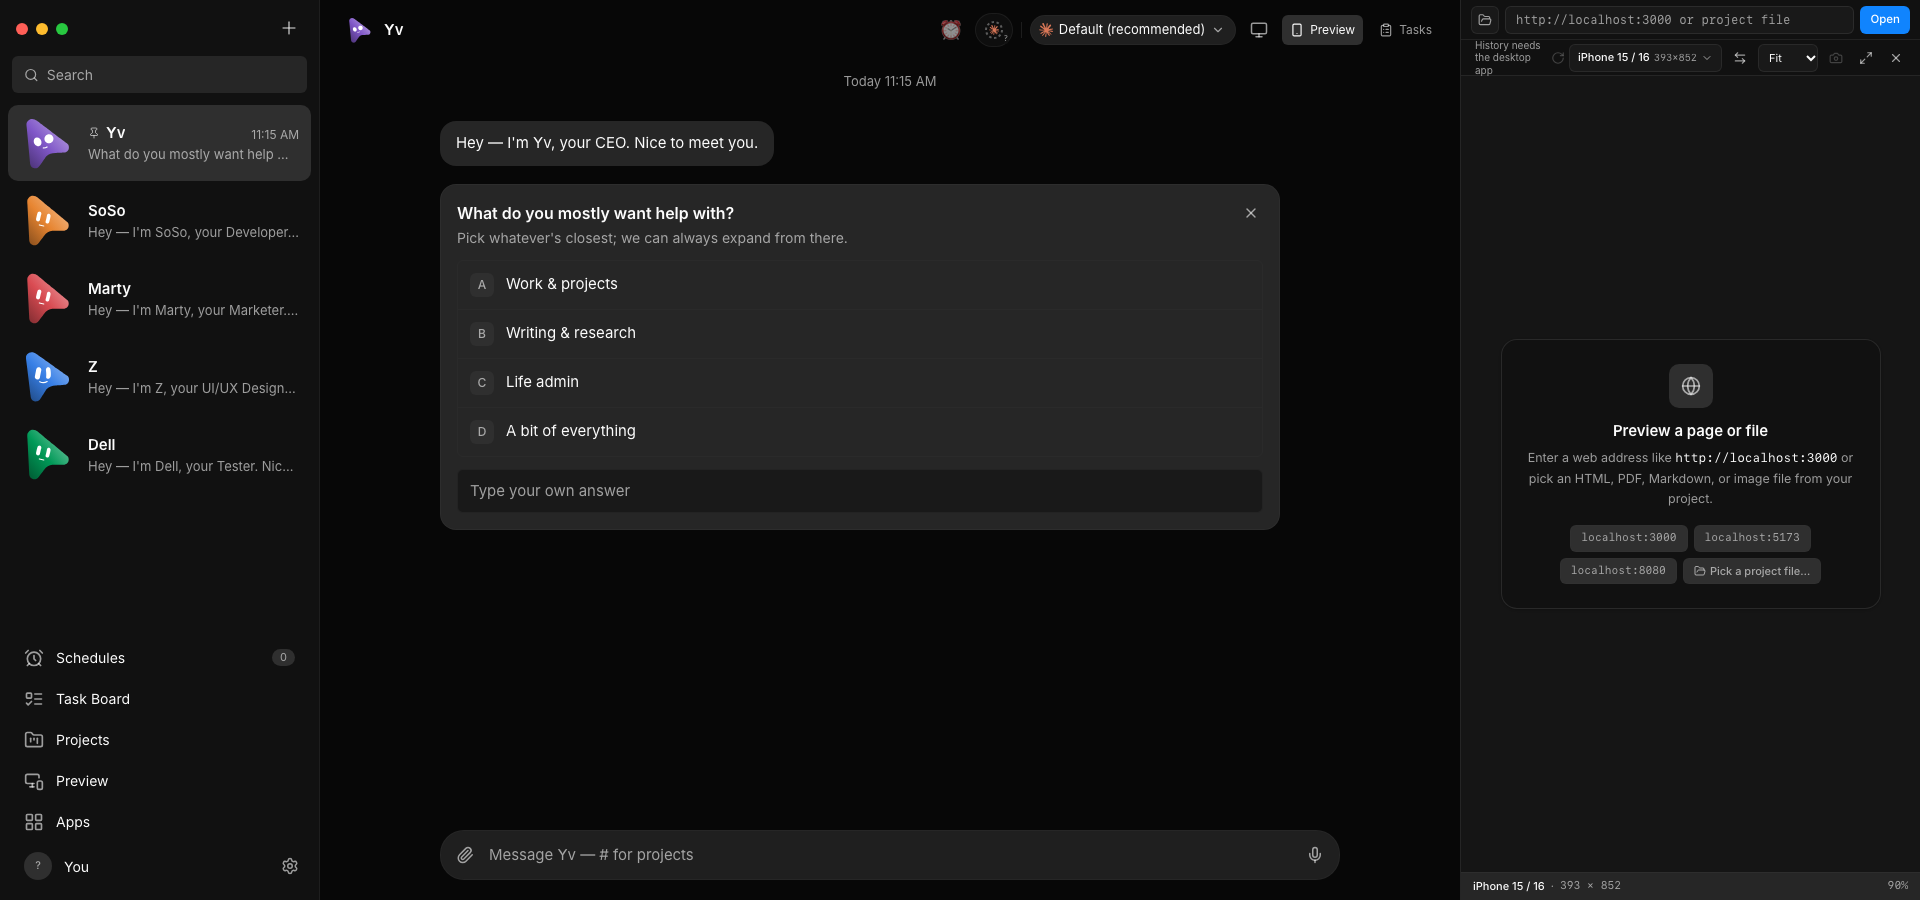 Search
Yv
11:15 AM
What do you mostly want help ...
SoSo
Hey — I'm SoSo, your Developer...
Marty
Hey — I'm Marty, your Marketer....
Z
Hey — I'm Z, your UI/UX Design...
Dell
Hey — I'm Dell, your Tester. Nic...
Schedules
0
Task Board
Projects
Preview
Apps
?
You
Yv
?
Default (recommended)
Preview
Tasks
Today 11:15 AM
Hey — I'm Yv, your CEO. Nice to meet you.
What do you mostly want help with?
Pick whatever's closest; we can always expand from there.
A Work & projects
B Writing & research
C Life admin
D A bit of everything
Type your own answer
Message Yv — # for projects
http://localhost:3000 or project file
Open
History needs
the desktop
app
iPhone 15 / 16 393×852
Fit
Preview a page or file
Enter a web address like http://localhost:3000 or
pick an HTML, PDF, Markdown, or image file from your
project.
localhost:3000
localhost:5173
localhost:8080
Pick a project file...
iPhone 15 / 16 · 393 × 852
90%